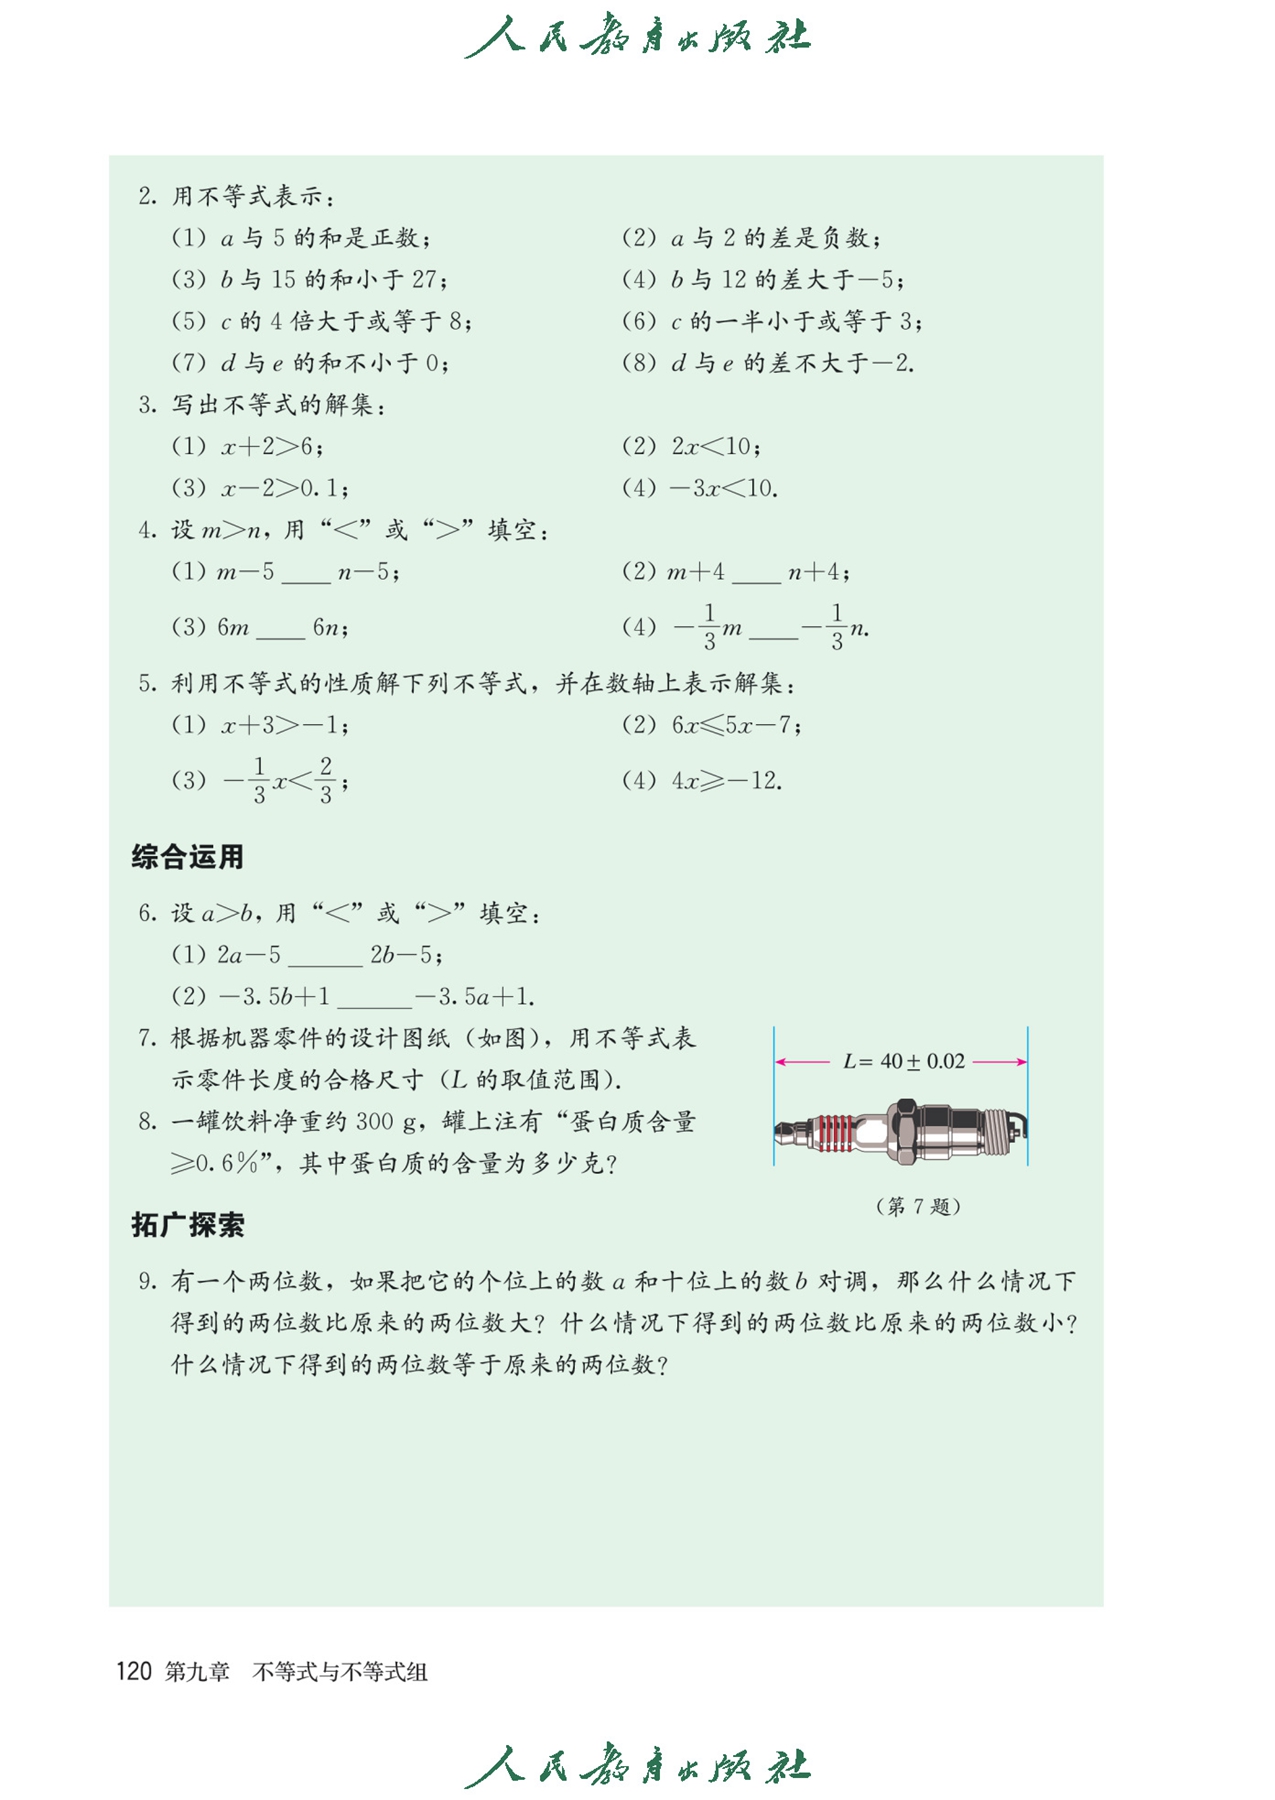 人民教育出版社
2. 用不等式表示：
（1）a 与 5 的和是正数；
（2）a 与 2 的差是负数；
（3）b 与 15 的和小于 27；
（4）b 与 12 的差大于－5；
（5）c 的 4 倍大于或等于 8；
（6）c 的一半小于或等于 3；
（7）d 与 e 的和不小于 0；
（8）d 与 e 的差不大于－2.
3. 写出不等式的解集：
（1）x＋2＞6；
（2）2x＜10；
（3）x－2＞0.1；
（4）－3x＜10.
4. 设 m＞n，用“＜”或“＞”填空：
（1）m－5 ____ n－5；
（2）m＋4 ____ n＋4；
（3）6m ____ 6n；
（4）－1/3 m ____ －1/3 n.
5. 利用不等式的性质解下列不等式，并在数轴上表示解集：
（1）x＋3＞－1；
（2）6x≤5x－7；
（3）－1/3 x＜2/3；
（4）4x≥－12.
综合运用
6. 设 a＞b，用“＜”或“＞”填空：
（1）2a－5 ______ 2b－5；
（2）－3.5b＋1 ______ －3.5a＋1.
7. 根据机器零件的设计图纸（如图），用不等式表
示零件长度的合格尺寸（L 的取值范围）.
8. 一罐饮料净重约 300 g，罐上注有“蛋白质含量
≥0.6%”，其中蛋白质的含量为多少克？
L= 40 ± 0.02
（第 7 题）
拓广探索
9. 有一个两位数，如果把它的个位上的数 a 和十位上的数 b 对调，那么什么情况下
得到的两位数比原来的两位数大？什么情况下得到的两位数比原来的两位数小？
什么情况下得到的两位数等于原来的两位数？
120 第九章 不等式与不等式组
人民教育出版社